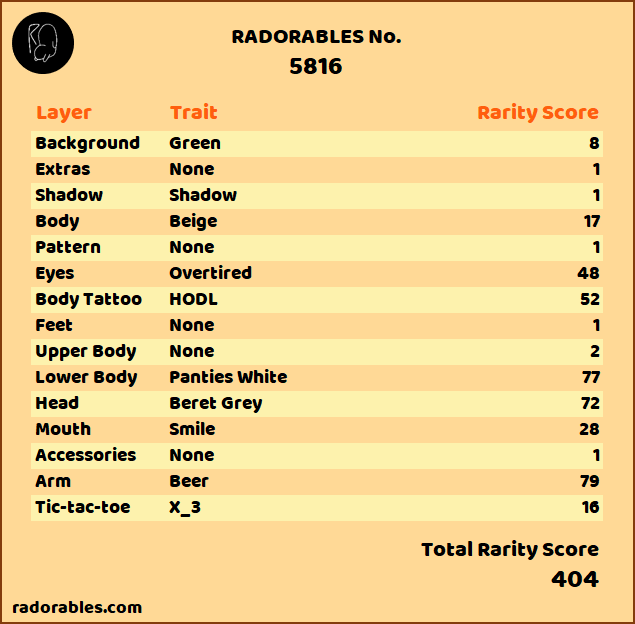 RADORABLES No.
5816
Layer Trait Rarity Score
Background Green 8
Extras None 1
Shadow Shadow 1
Body Beige 17
Pattern None 1
Eyes Overtired 48
Body Tattoo HODL 52
Feet None 1
Upper Body None 2
Lower Body Panties White 77
Head Beret Grey 72
Mouth Smile 28
Accessories None 1
Arm Beer 79
Tic-tac-toe X_3 16
Total Rarity Score
404
radorables.com